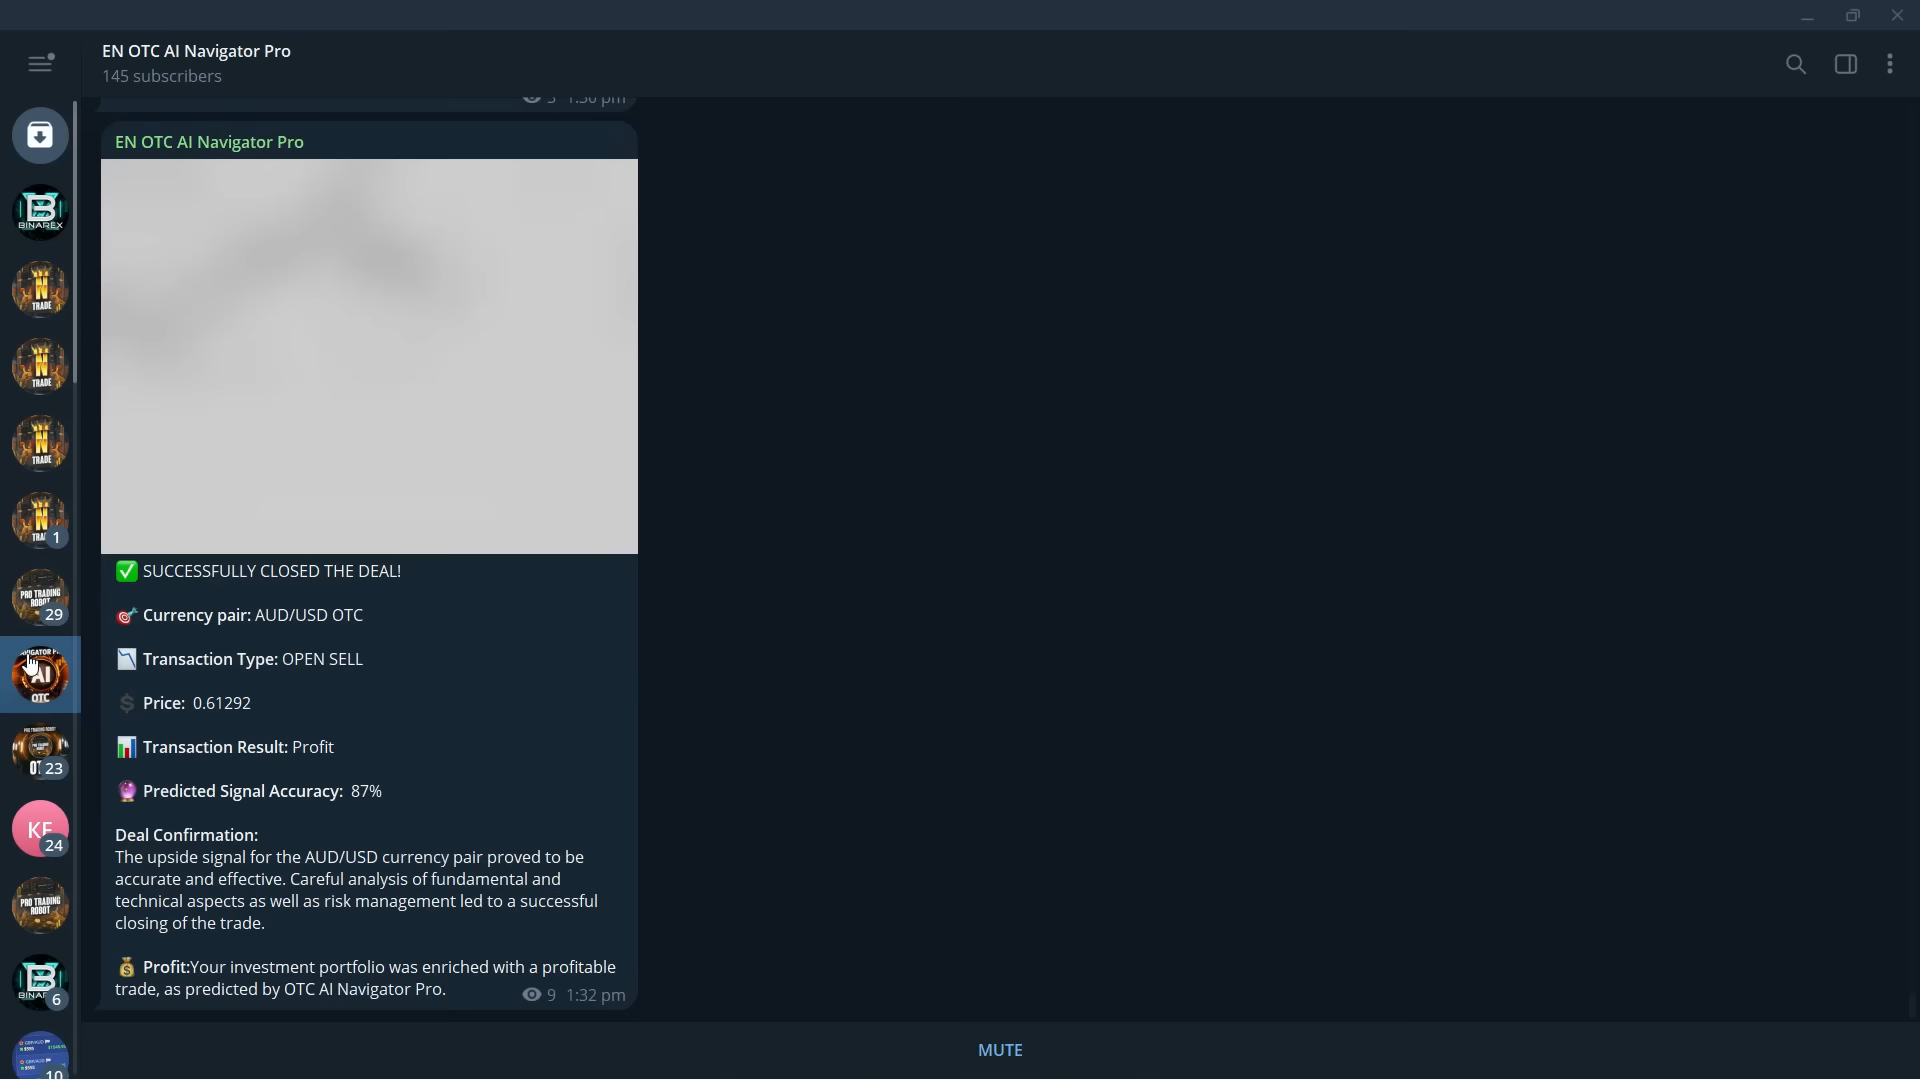 EN OTC AI Navigator Pro
145 subscribers
EN OTC AI Navigator Pro
✅ SUCCESSFULLY CLOSED THE DEAL!
🎯 Currency pair: AUD/USD OTC
📉 Transaction Type: OPEN SELL
💲 Price: 0.61292
📊 Transaction Result: Profit
🔮 Predicted Signal Accuracy: 87%
Deal Confirmation:
The upside signal for the AUD/USD currency pair proved to be
accurate and effective. Careful analysis of fundamental and
technical aspects as well as risk management led to a successful
closing of the trade.
💰 Profit:Your investment portfolio was enriched with a profitable
trade, as predicted by OTC AI Navigator Pro.
9 1:32 pm
MUTE
B
BINAREX
N
TRADE
N
TRADE
N
TRADE
N
1
PRO TRADING
29
AI
OTC
23
KF
24
PRO TRADING
ROBOT
B
6
10